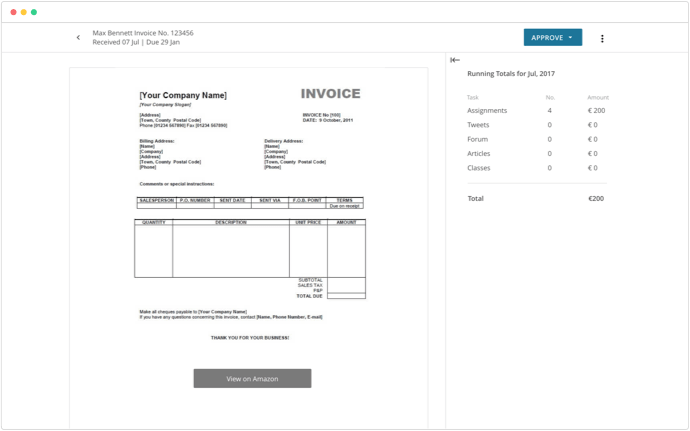 Max Bennett Invoice No. 123456
Received 07 Jul | Due 29 Jan
APPROVE
[Your Company Name]
INVOICE
[Your Company Slogan]
[Address]
[Town, County Postal Code]
Phone [01234 567890] Fax [01234 567890]
INVOICE No [100]
DATE: 9 October, 2011
Billing Address:
[Name]
[Company]
[Address]
[Town, County Postal Code]
[Phone]
Delivery Address:
[Name]
[Company]
[Address]
[Town, County Postal Code]
[Phone]
Comments or special instructions:
SALESPERSON P.O. NUMBER SENT DATE SENT VIA F.O.B. POINT TERMS
Due on receipt
QUANTITY DESCRIPTION UNIT PRICE AMOUNT
SUBTOTAL
SALES TAX
P&P
TOTAL DUE
Make all cheques payable to [Your Company Name]
If you have any questions concerning this invoice, contact [Name, Phone Number, E-mail]
THANK YOU FOR YOUR BUSINESS!
View on Amazon
Running Totals for Jul, 2017
Task No. Amount
Assignments 4 € 200
Tweets 0 € 0
Forum 0 € 0
Articles 0 € 0
Classes 0 € 0
Total €200